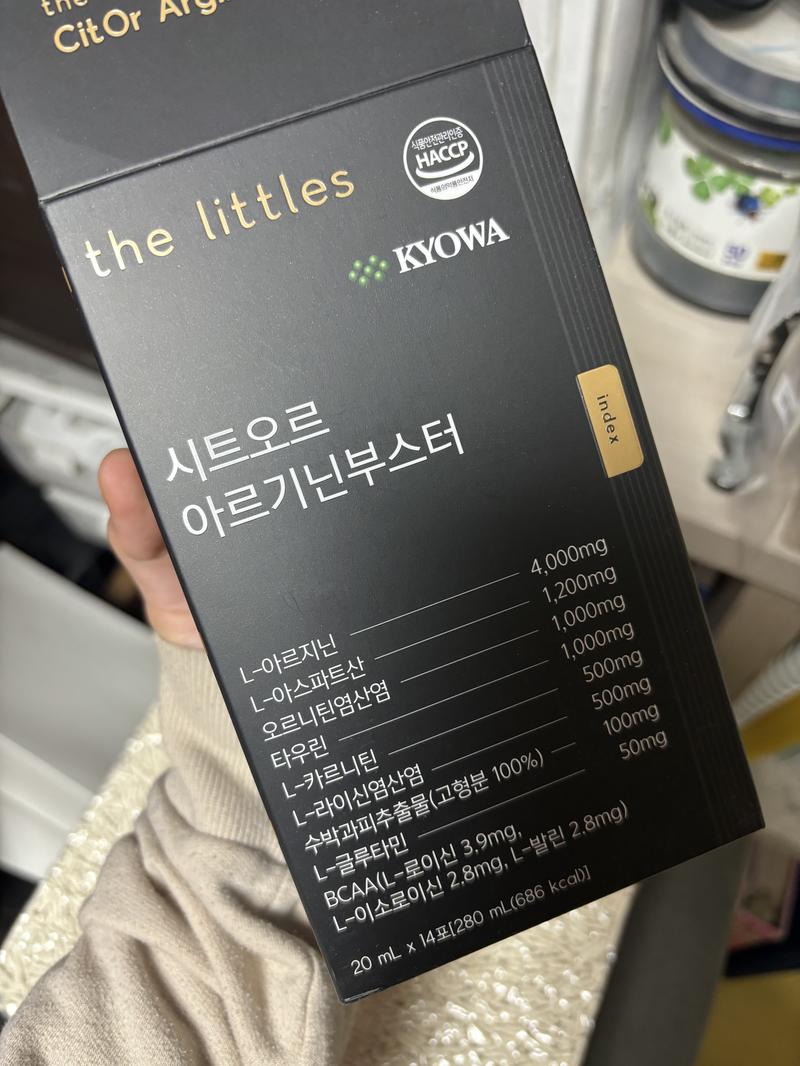 the
CitOr
the littles
식품안전관리인증
HACCP
식품의약품안전처
KYOWA
index
시트오르
아르기닌부스터
L-아르지닌 4,000mg
L-아스파트산 1,200mg
오르니틴염산염 1,000mg
타우린 1,000mg
L-카르니틴 500mg
L-라이신염산염 500mg
수박과피추출물(고형분 100%) 100mg
L-글루타민 50mg
BCAA(L-로이신 3.9mg,
L-이소로이신 2.8mg, L-발린 2.8mg)
20 mL x 14포[280 mL(686 kcal)]